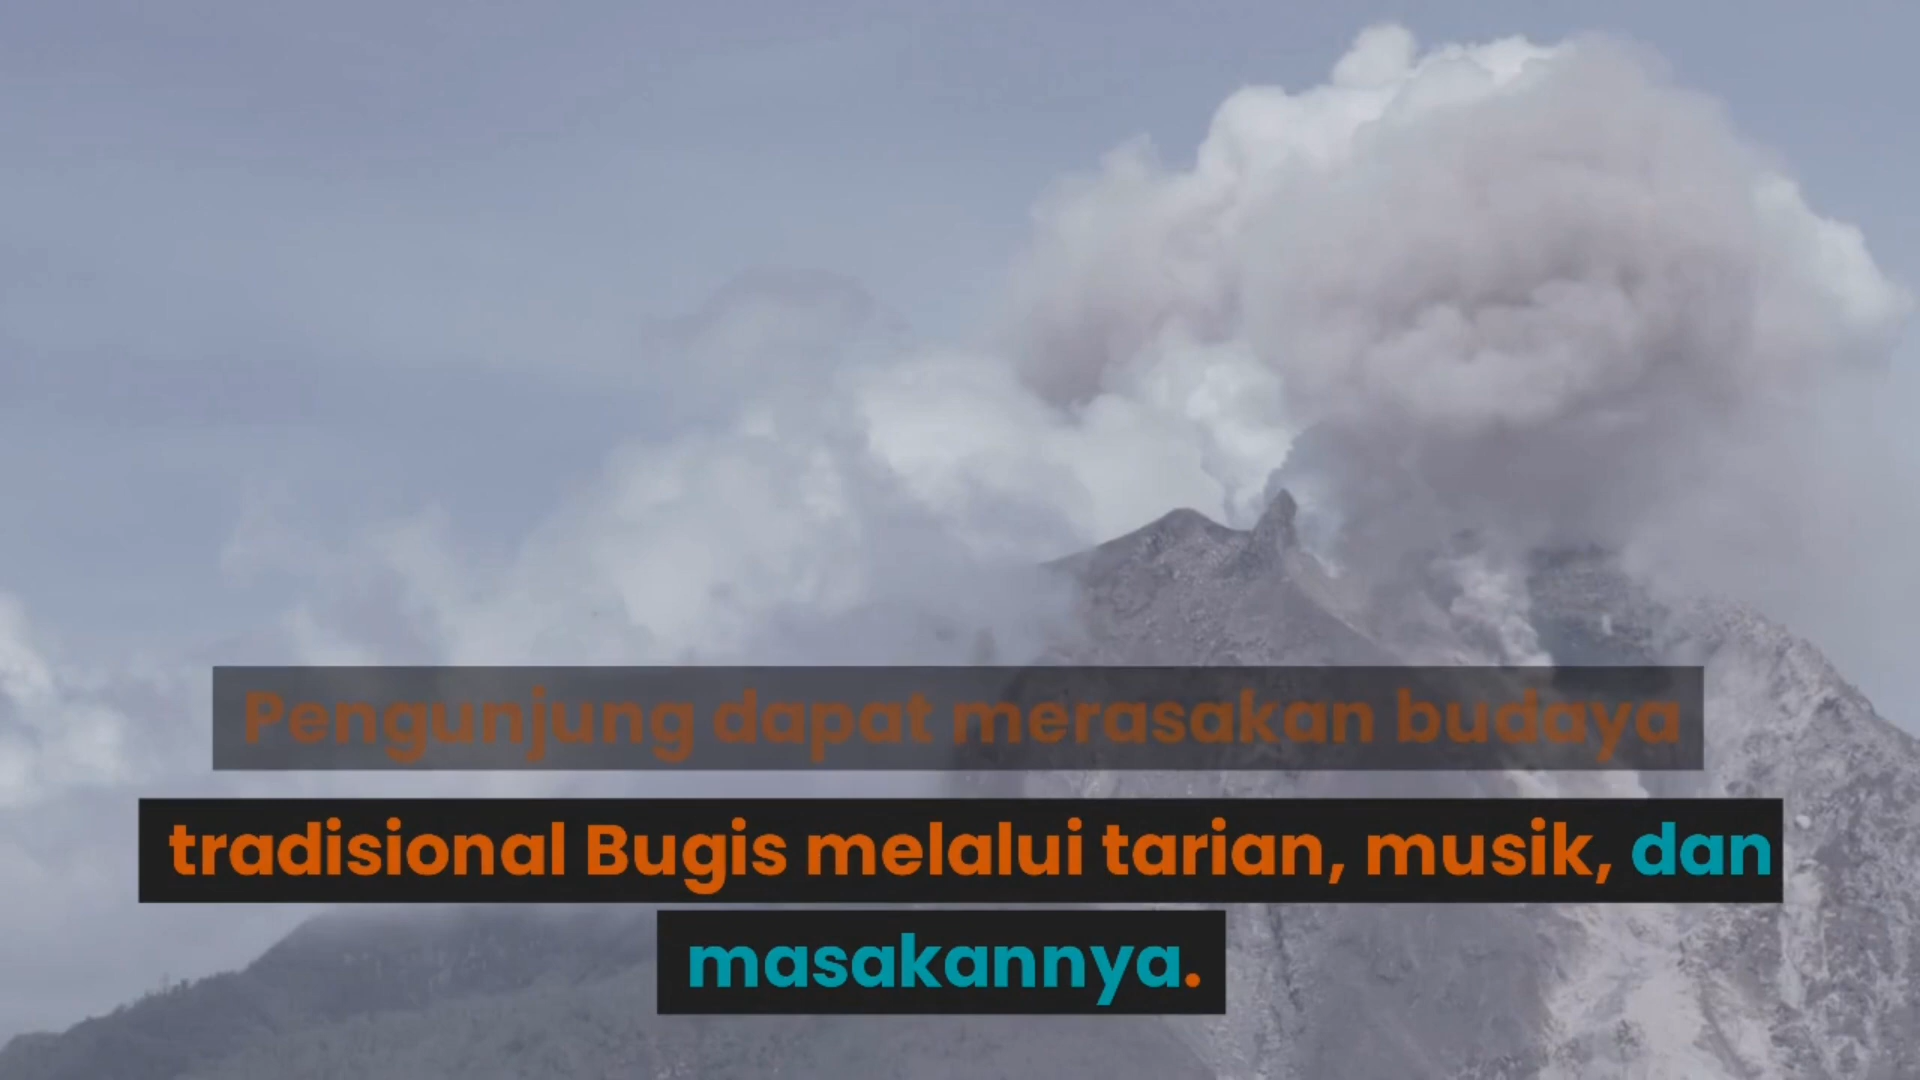 Pengunjung dapat merasakan budaya
tradisional Bugis melalui tarian, musik, dan
masakannya.